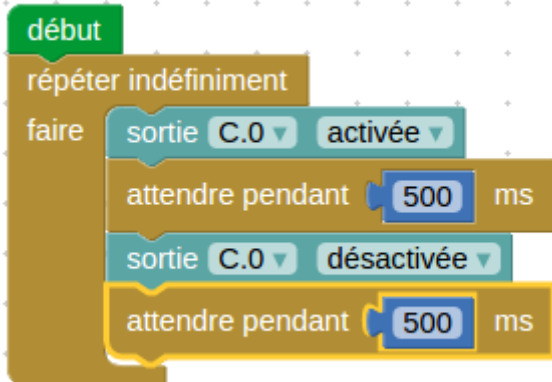 début
répéter indéfiniment
faire sortie C.0 activée
attendre pendant 500 ms
sortie C.0 désactivée
attendre pendant 500 ms